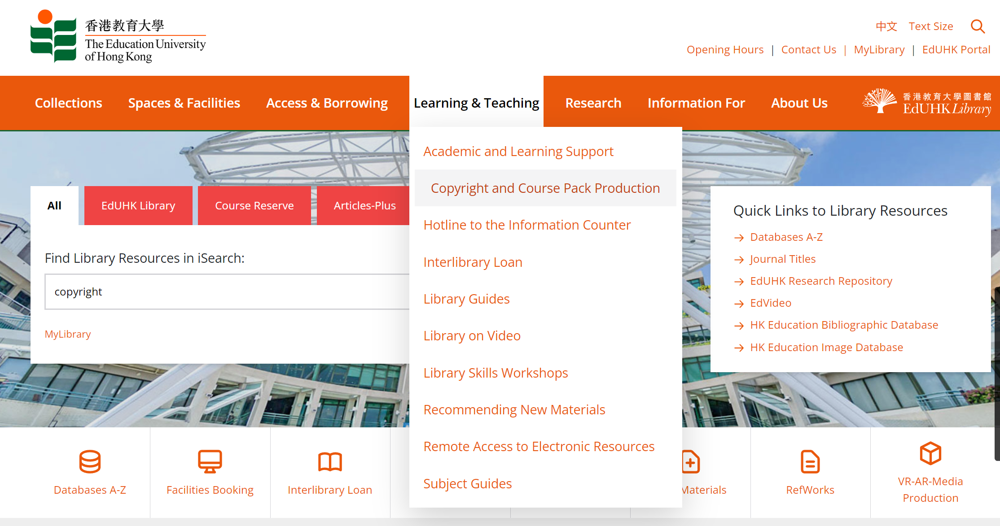 香港教育大學
The Education University
of Hong Kong
中文 Text Size
Opening Hours | Contact Us | MyLibrary | EdUHK Portal
Collections Spaces & Facilities Access & Borrowing Learning & Teaching Research Information For About Us
香港教育大學圖書館
EdUHK Library
Academic and Learning Support
Copyright and Course Pack Production
Hotline to the Information Counter
Interlibrary Loan
Library Guides
Library on Video
Library Skills Workshops
Recommending New Materials
Remote Access to Electronic Resources
Subject Guides
All EdUHK Library Course Reserve Articles-Plus
Find Library Resources in iSearch:
copyright
MyLibrary
Quick Links to Library Resources
Databases A-Z
Journal Titles
EdUHK Research Repository
EdVideo
HK Education Bibliographic Database
HK Education Image Database
Databases A-Z
Facilities Booking
Interlibrary Loan
Materials
RefWorks
VR-AR-Media
Production